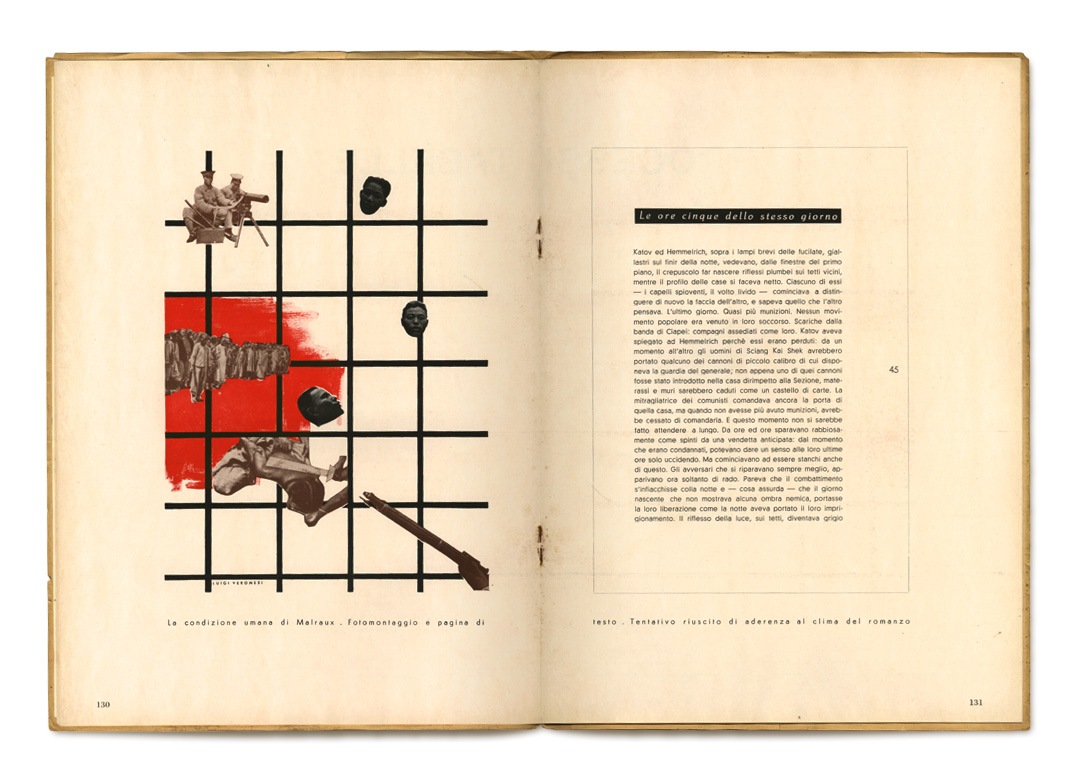 LUIGI VERONESI
La condizione umana di Malraux . Fotomontaggio e pagina di
130
Le ore cinque dello stesso giorno
Katov ed Hemmelrich, sopra i lampi brevi delle fucilate, gial-
lastri sul finir della notte, vedevano, dalle finestre del primo
piano, il crepuscolo far nascere riflessi plumbei sui tetti vicini,
mentre il profilo delle case si faceva netto. Ciascuno di essi
— i capelli spioventi, il volto livido — cominciava a distin-
guere di nuovo la faccia dell'altro, e sapeva quello che l'altro
pensava. L'ultimo giorno. Quasi più munizioni. Nessun movi-
mento popolare era venuto in loro soccorso. Scariche dalla
banda di Ciapei: compagni assediati come loro. Katov aveva
spiegato ad Hemmelrich perchè essi erano perduti: da un
momento all'altro gli uomini di Sciang Kai Shek avrebbero
portato qualcuno dei cannoni di piccolo calibro di cui dispo-
neva la guardia del generale; non appena uno di quei cannoni
fosse stato introdotto nella casa dirimpetto alla Sezione, mate-
rassi e muri sarebbero caduti come un castello di carte. La
mitragliatrice dei comunisti comandava ancora la porta di
quella casa, ma quando non avesse più avuto munizioni, avreb-
be cessato di comandarla. E questo momento non si sarebbe
fatto attendere a lungo. Da ore ed ore sparavano rabbiosa-
mente come spinti da una vendetta anticipata: dal momento
che erano condannati, potevano dare un senso alle loro ultime
ore solo uccidendo. Ma cominciavano ad essere stanchi anche
di questo. Gli avversari che si riparavano sempre meglio, ap-
parivano ora soltanto di rado. Pareva che il combattimento
s'infiacchisse colla notte e — cosa assurda — che il giorno
nascente che non mostrava alcuna ombra nemica, portasse
la loro liberazione come la notte aveva portato il loro impri-
gionamento. Il riflesso della luce, sui tetti, diventava grigio
45
testo . Tentativo riuscito di aderenza al clima del romanzo
131